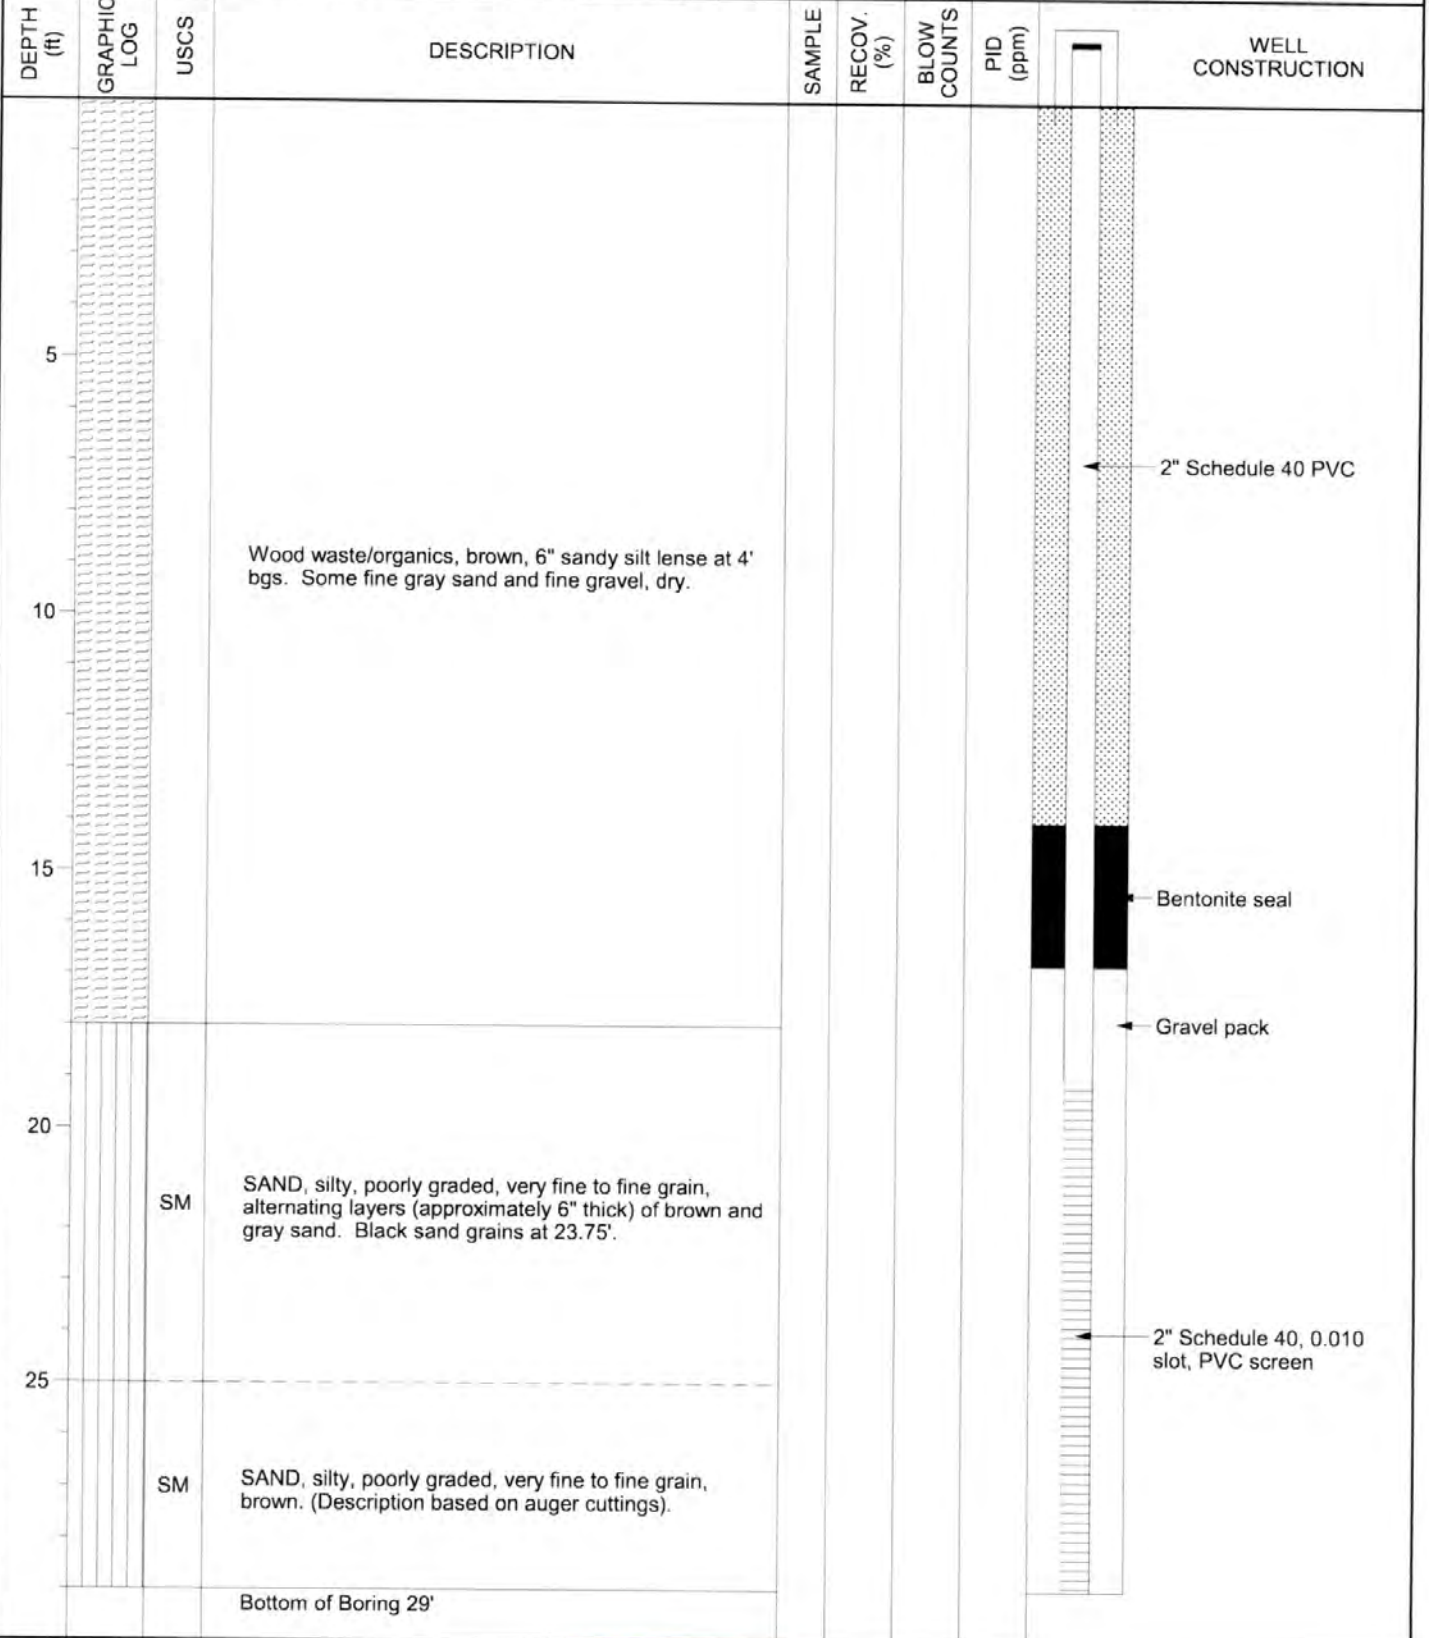 DEPTH
(ft)
GRAPHIC
LOG
USCS
DESCRIPTION
SAMPLE
RECOV.
(%)
BLOW
COUNTS
PID
(ppm)
WELL
CONSTRUCTION
5
2" Schedule 40 PVC
Wood waste/organics, brown, 6" sandy silt lense at 4'
bgs. Some fine gray sand and fine gravel, dry.
10
15
Bentonite seal
Gravel pack
20
SM
SAND, silty, poorly graded, very fine to fine grain,
alternating layers (approximately 6" thick) of brown and
gray sand. Black sand grains at 23.75'.
2" Schedule 40, 0.010
slot, PVC screen
25
SM
SAND, silty, poorly graded, very fine to fine grain,
brown. (Description based on auger cuttings).
Bottom of Boring 29'